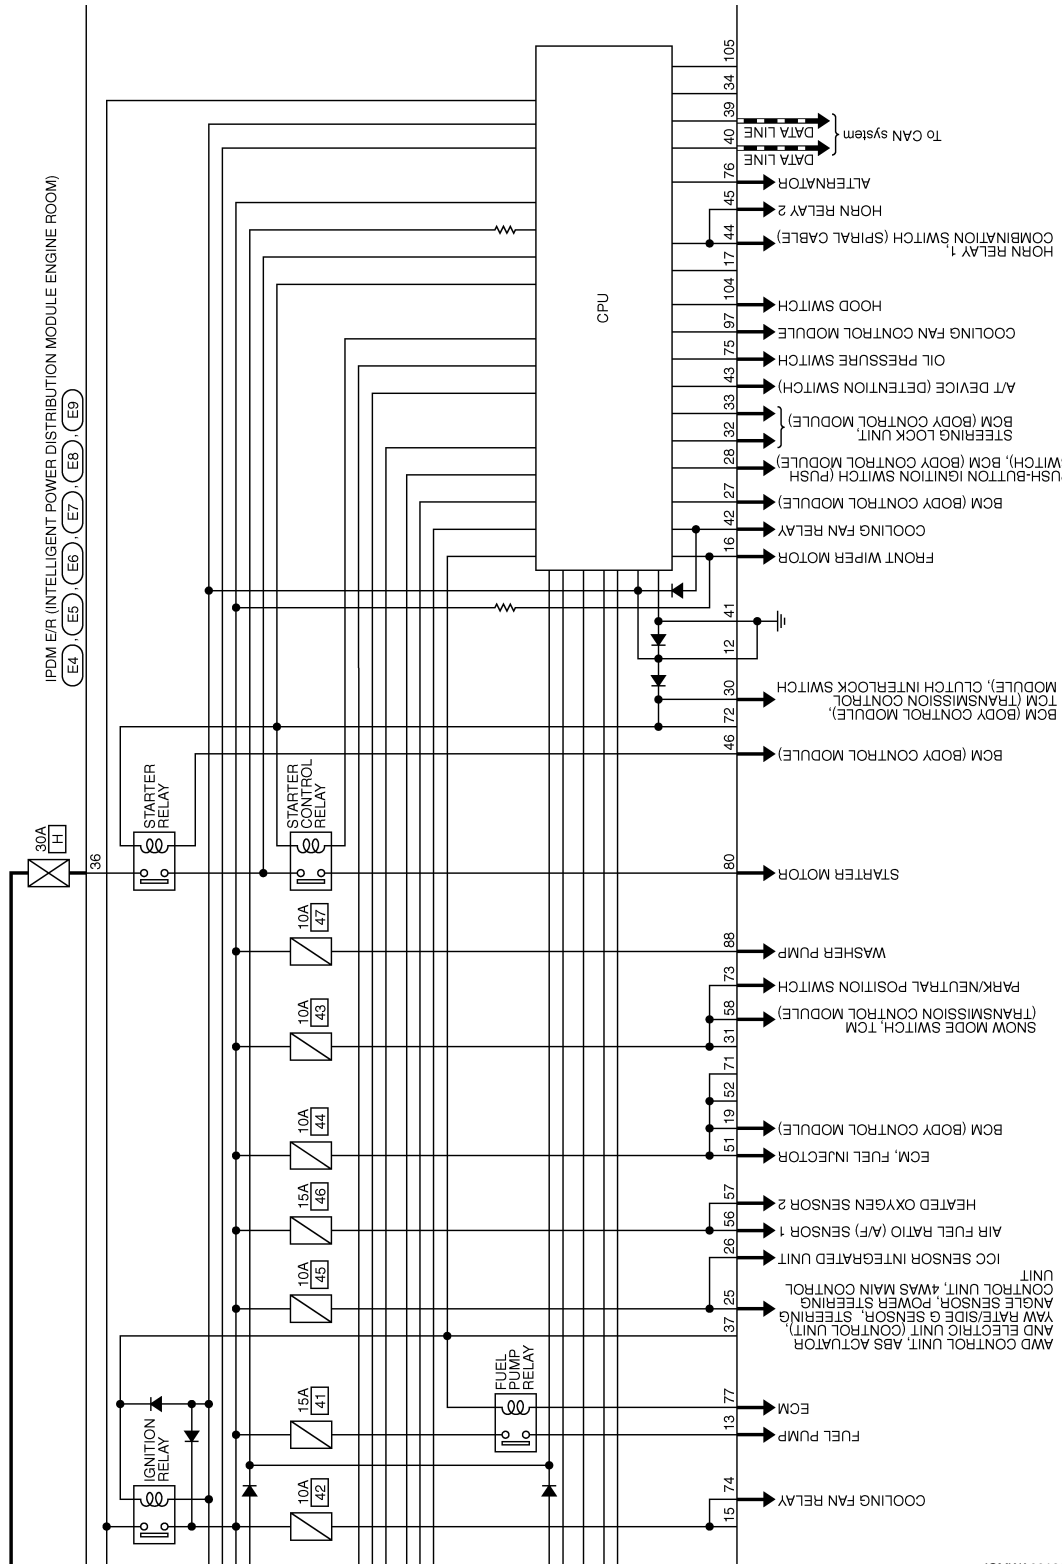 105
34
39
DATA LINE
40
DATA LINE
To CAN system
76
ALTERNATOR
45
HORN RELAY 2
44
HORN RELAY 1,
COMBINATION SWITCH (SPIRAL CABLE)
17
104
HOOD SWITCH
97
COOLING FAN CONTROL MODULE
75
OIL PRESSURE SWITCH
43
A/T DEVICE (DETENTION SWITCH)
33
32
STEERING LOCK UNIT,
BCM (BODY CONTROL MODULE)
28
USH-BUTTON IGNITION SWITCH (PUSH
WITCH), BCM (BODY CONTROL MODULE)
27
BCM (BODY CONTROL MODULE)
42
COOLING FAN RELAY
16
FRONT WIPER MOTOR
CPU
IPDM E/R (INTELLIGENT POWER DISTRIBUTION MODULE ENGINE ROOM)
E4 , E5 , E6 , E7 , E8 , E9
41
12
30
BCM (BODY CONTROL MODULE),
TCM (TRANSMISSION CONTROL
MODULE), CLUTCH INTERLOCK SWITCH
72
46
BCM (BODY CONTROL MODULE)
STARTER
RELAY
STARTER
CONTROL
RELAY
30A
H
36
80
STARTER MOTOR
10A
47
88
WASHER PUMP
73
PARK/NEUTRAL POSITION SWITCH
10A
43
58
SNOW MODE SWITCH, TCM
(TRANSMISSION CONTROL MODULE)
31
71
52
19
BCM (BODY CONTROL MODULE)
10A
44
51
ECM, FUEL INJECTOR
57
HEATED OXYGEN SENSOR 2
15A
46
56
AIR FUEL RATIO (A/F) SENSOR 1
26
ICC SENSOR INTEGRATED UNIT
10A
45
25
AWD CONTROL UNIT, ABS ACTUATOR
AND ELECTRIC UNIT (CONTROL UNIT),
YAW RATE/SIDE G SENSOR, STEERING
ANGLE SENSOR, POWER STEERING
CONTROL UNIT, 4WAS MAIN CONTROL
UNIT
37
FUEL
PUMP
RELAY
77
ECM
15A
41
13
FUEL PUMP
IGNITION
RELAY
10A
42
74
COOLING FAN RELAY
15